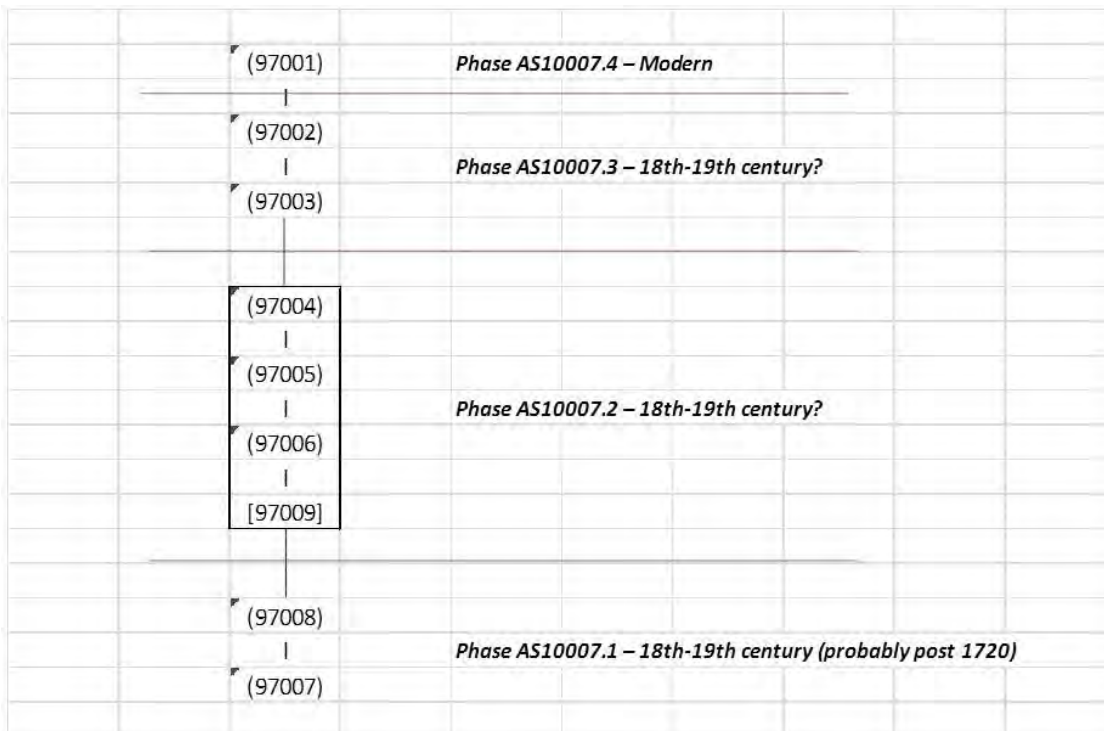 (97001) Phase AS10007.4 – Modern
|
(97002)
| Phase AS10007.3 – 18th-19th century?
(97003)
(97004)
|
(97005)
| Phase AS10007.2 – 18th-19th century?
(97006)
|
[97009]
(97008)
| Phase AS10007.1 – 18th-19th century (probably post 1720)
(97007)